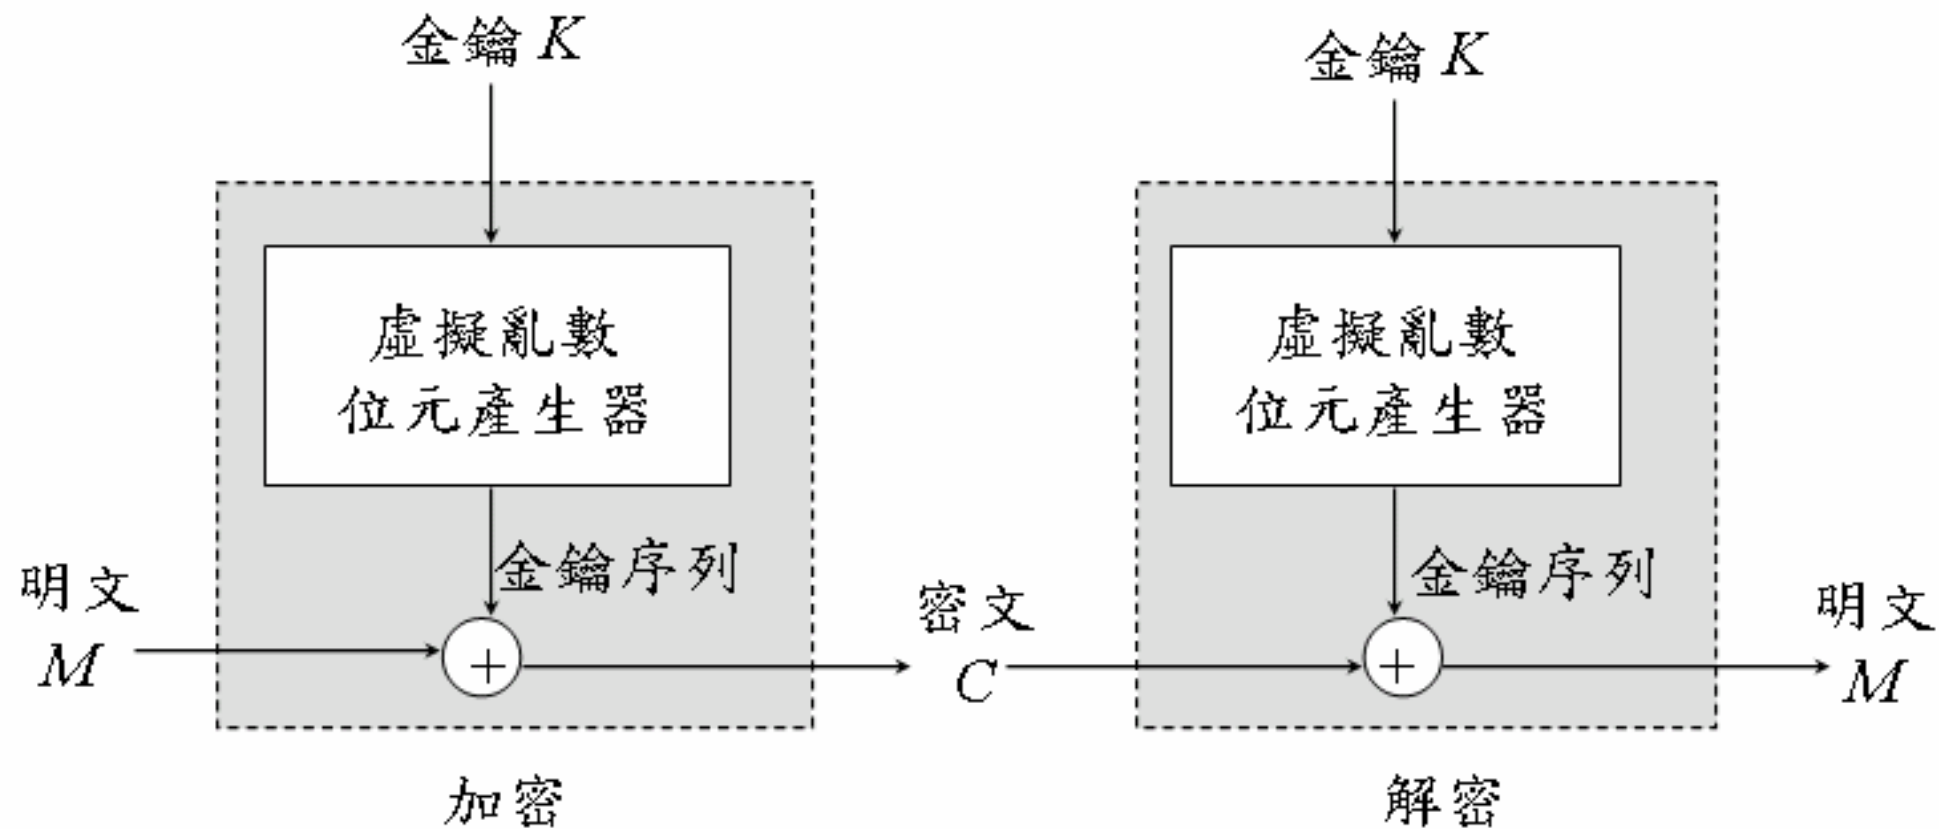 金鑰 K
金鑰 K
虛擬亂數
位元產生器
虛擬亂數
位元產生器
金鑰序列
金鑰序列
明文
M
+
密文
C
+
明文
M
加密
解密